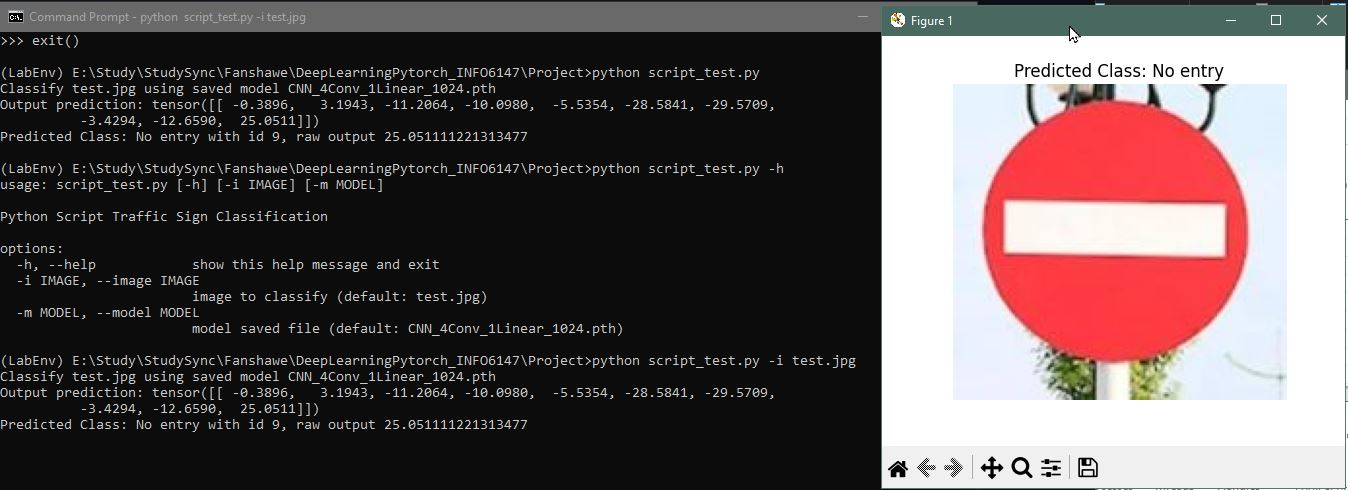 Command Prompt - python script_test.py -i test.jpg
>>> exit()
(LabEnv) E:\Study\StudySync\Fanshawe\DeepLearningPytorch_INFO6147\Project>python script_test.py
Classify test.jpg using saved model CNN_4Conv_1Linear_1024.pth
Output prediction: tensor([[ -0.3896,   3.1943, -11.2064, -10.0980,  -5.5354, -28.5841, -29.5709,
          -3.4294, -12.6590,  25.0511]])
Predicted Class: No entry with id 9, raw output 25.051111221313477
(LabEnv) E:\Study\StudySync\Fanshawe\DeepLearningPytorch_INFO6147\Project>python script_test.py -h
usage: script_test.py [-h] [-i IMAGE] [-m MODEL]
Python Script Traffic Sign Classification
options:
  -h, --help            show this help message and exit
  -i IMAGE, --image IMAGE
                        image to classify (default: test.jpg)
  -m MODEL, --model MODEL
                        model saved file (default: CNN_4Conv_1Linear_1024.pth)
(LabEnv) E:\Study\StudySync\Fanshawe\DeepLearningPytorch_INFO6147\Project>python script_test.py -i test.jpg
Classify test.jpg using saved model CNN_4Conv_1Linear_1024.pth
Output prediction: tensor([[ -0.3896,   3.1943, -11.2064, -10.0980,  -5.5354, -28.5841, -29.5709,
          -3.4294, -12.6590,  25.0511]])
Predicted Class: No entry with id 9, raw output 25.051111221313477
Figure 1
Predicted Class: No entry